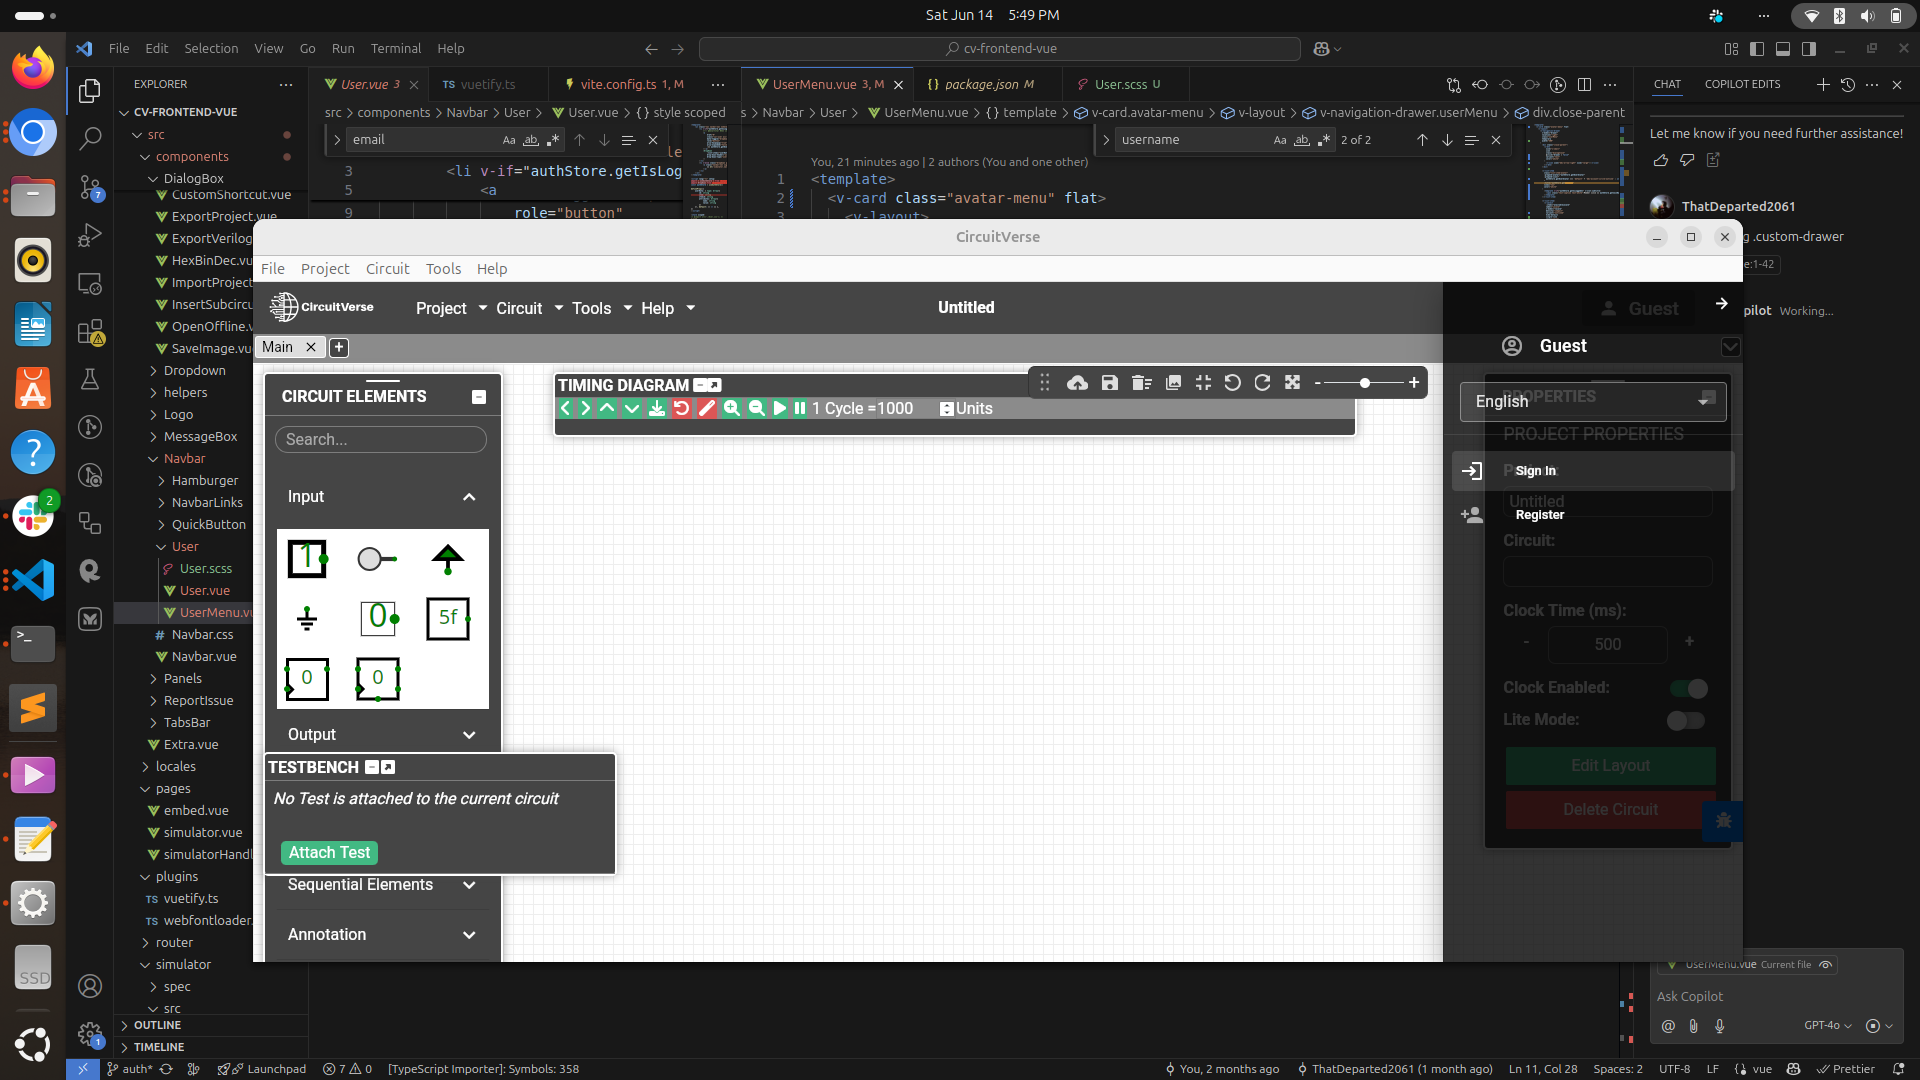 Sat Jun 14 5:49 PM
File Edit Selection View Go Run Terminal Help
cv-frontend-vue
EXPLORER
User.vue 3
TS vuetify.ts
vite.config.ts 1, M
UserMenu.vue 3, M
{} package.json M
User.scss U
CHAT
COPILOT EDITS
CV-FRONTEND-VUE
src > components > Navbar > User > User.vue > {} style scoped
s > Navbar > User > UserMenu.vue > {} template > v-card.avatar-menu > v-layout > v-navigation-drawer.userMenu > div.close-parent
src
components
DialogBox
CustomShortcut.vue
ExportProject.vue
ExportVerilog
HexBinDec.vu
ImportProject
InsertSubcircu
OpenOffline.v
SaveImage.vu
Dropdown
helpers
Logo
MessageBox
Navbar
Hamburger
NavbarLinks
QuickButton
User
User.scss
User.vue
UserMenu.vu
# Navbar.css
Navbar.vue
Panels
ReportIssue
TabsBar
Extra.vue
locales
pages
embed.vue
simulator.vue
simulatorHandl
plugins
TS vuetify.ts
TS webfontloader.
router
simulator
spec
src
OUTLINE
TIMELINE
email
Aa ab
username
Aa ab
2 of 2
3 <li v-if="authStore.getIsLog
5 <a
9 role="button"
You, 21 minutes ago | 2 authors (You and one other)
1 <template>
2 <v-card class="avatar-menu" flat>
3 <v-layout>
Let me know if you need further assistance!
ThatDeparted2061
g .custom-drawer
e:1-42
pilot Working...
CircuitVerse
File Project Circuit Tools Help
CircuitVerse
Project Circuit Tools Help
Untitled
Guest
Main
Guest
English
PROPERTIES
PROJECT PROPERTIES
Sign In
Untitled
Register
Circuit:
Clock Time (ms):
- 500 +
Clock Enabled:
Lite Mode:
Edit Layout
Delete Circuit
CIRCUIT ELEMENTS
Search...
Input
1
0 5f
0 0
Output
TIMING DIAGRAM
1 Cycle =1000 Units
TESTBENCH
No Test is attached to the current circuit
Attach Test
Sequential Elements
Annotation
UserMenu.vue Current file
Ask Copilot
GPT-4o
2
7
1
SSD
auth*
Launchpad
7 0
[TypeScript Importer]: Symbols: 358
You, 2 months ago
ThatDeparted2061 (1 month ago)
Ln 11, Col 28
Spaces: 2
UTF-8
LF
vue
Prettier